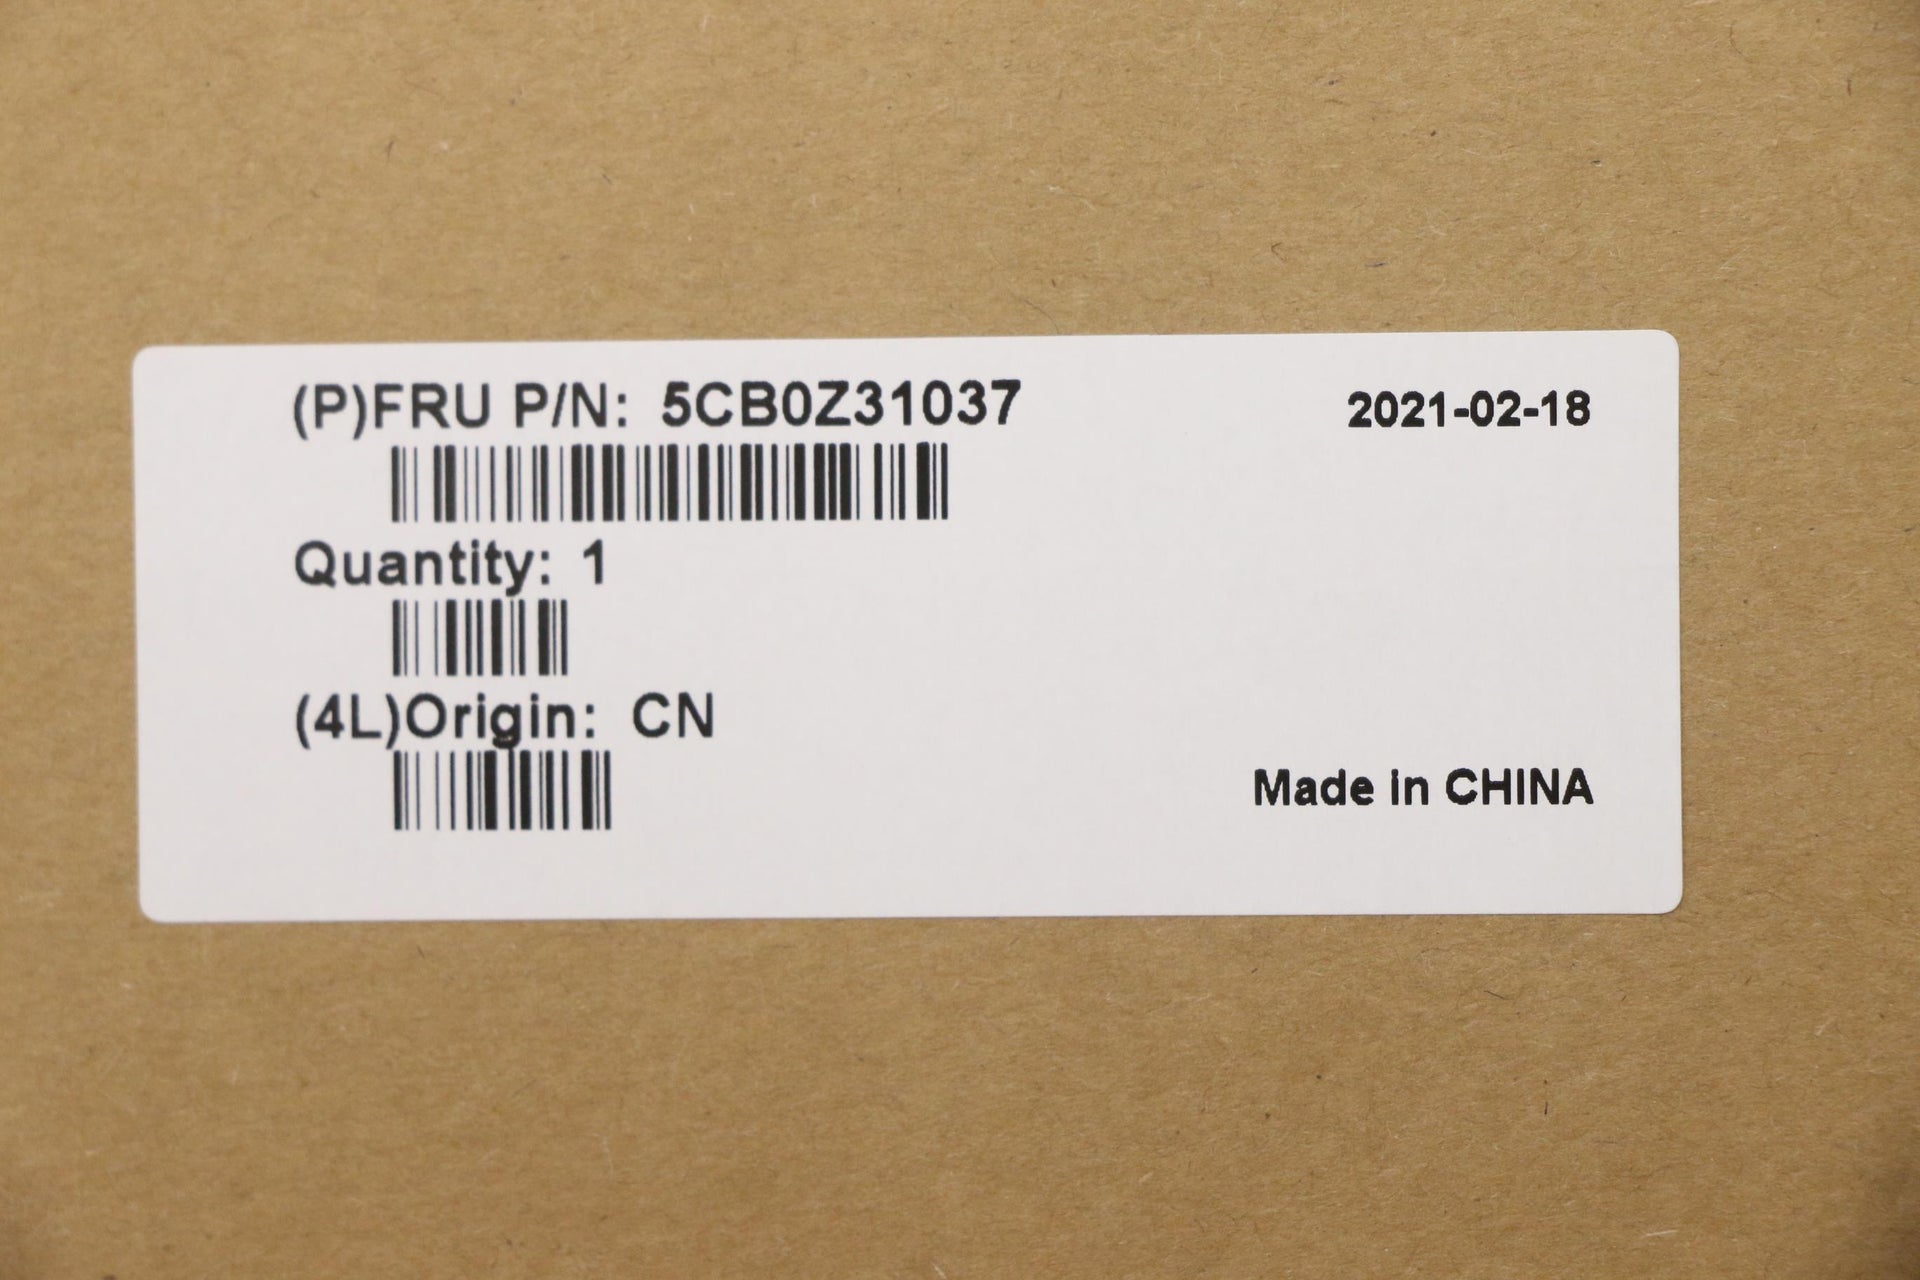 (P)FRU P/N: 5CB0Z31037
2021-02-18
Quantity: 1
(4L)Origin: CN
Made in CHINA